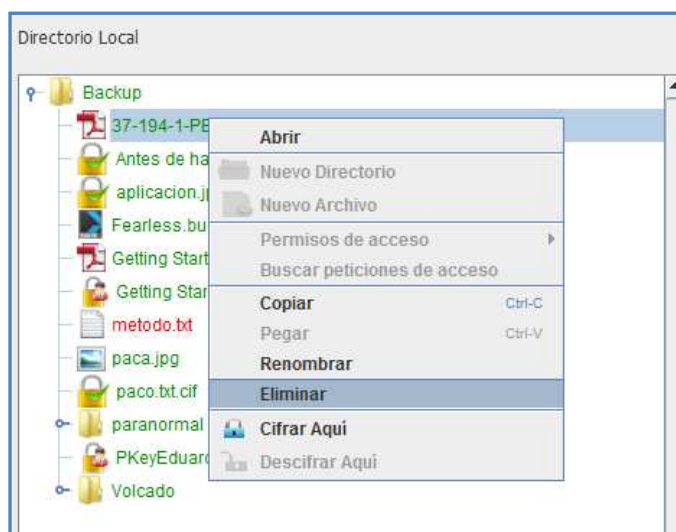 Directorio Local
Backup
37-194-1-PE
Abrir
Antes de ha
Nuevo Directorio
aplicacion.j
Nuevo Archivo
Fearless.bu
Permisos de acceso
Getting Start
Buscar peticiones de acceso
Getting Star
Copiar Ctrl-C
metodo.txt
Pegar Ctrl-V
paca.jpg
Renombrar
paco.txt.cif
Eliminar
paranormal
Cifrar Aquí
PKeyEduard
Descifrar Aquí
Volcado